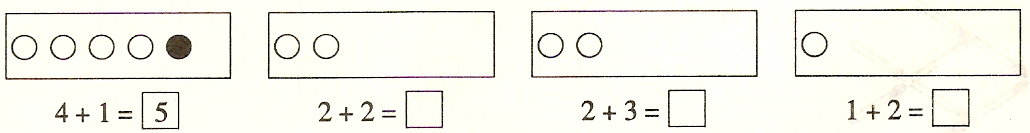 4 + 1 = 5 2 + 2 = 2 + 3 = 1 + 2 =